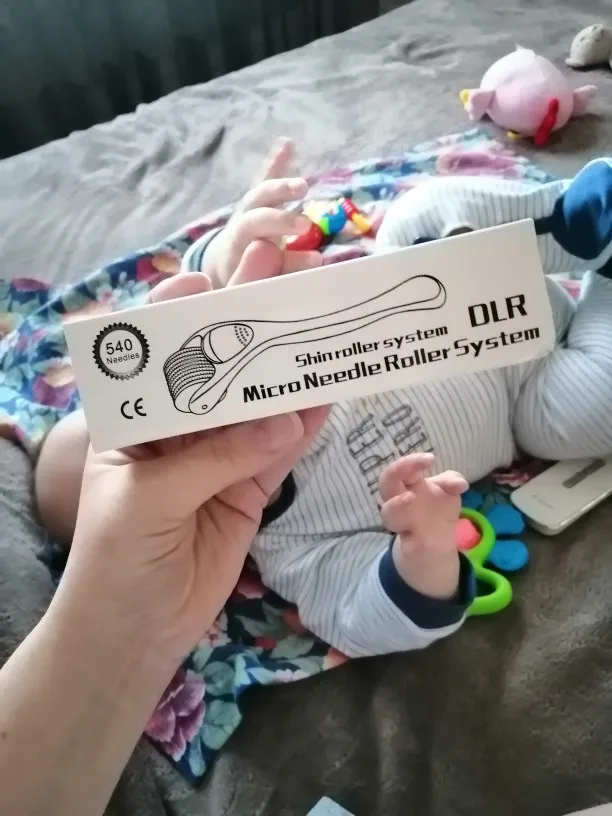 540
Needles
CE
DLR
Shin roller system
Micro Needle Roller System